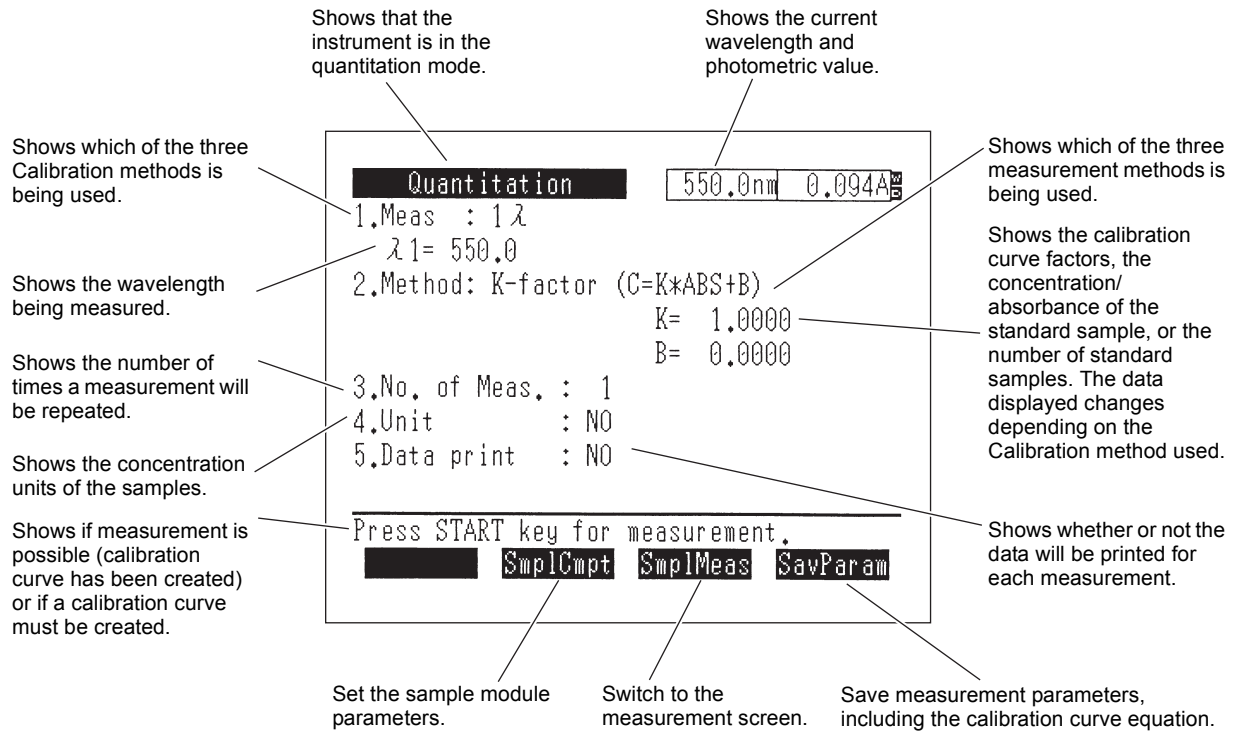 Shows that the
instrument is in the
quantitation mode.
Shows the current
wavelength and
photometric value.
Shows which of the three
Calibration methods is
being used.
Shows the wavelength
being measured.
Shows the number of
times a measurement will
be repeated.
Shows the concentration
units of the samples.
Shows if measurement is
possible (calibration
curve has been created)
or if a calibration curve
must be created.
Quantitation
550.0nm 0.094A WD
1.Meas : 1λ
λ1= 550.0
2.Method: K-factor (C=K*ABS+B)
K= 1.0000
B= 0.0000
3.No. of Meas. : 1
4.Unit : NO
5.Data print : NO
Press START key for measurement.
SmplCmpt SmplMeas SavParam
Shows which of the three
measurement methods is
being used.
Shows the calibration
curve factors, the
concentration/
absorbance of the
standard sample, or the
number of standard
samples. The data
displayed changes
depending on the
Calibration method used.
Shows whether or not the
data will be printed for
each measurement.
Set the sample module
parameters.
Switch to the
measurement screen.
Save measurement parameters,
including the calibration curve equation.